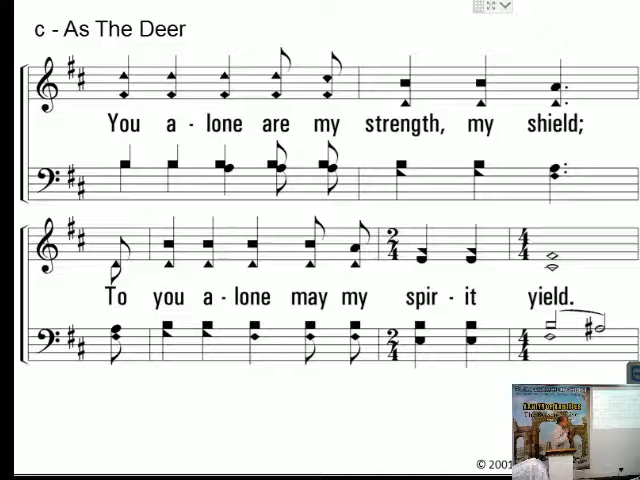 c - As The Deer
You a - lone are my strength, my shield;
To you a - lone may my spir - it yield.
© 2001